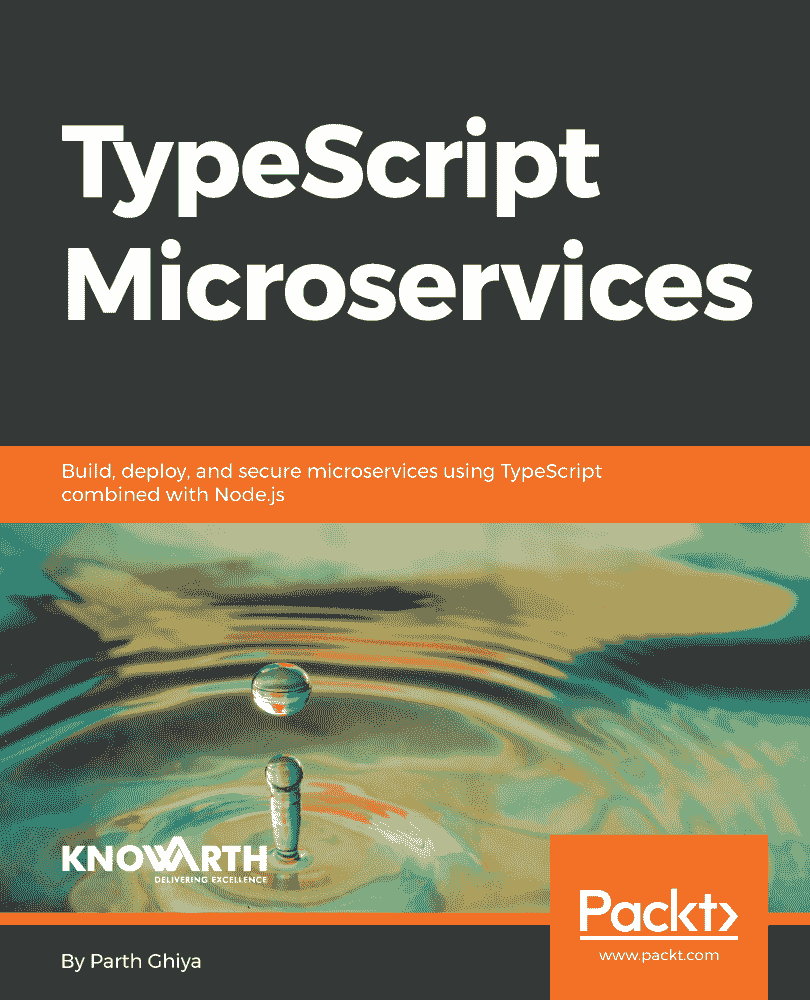 TypeScript
Microservices
Build, deploy, and secure microservices using TypeScript
combined with Node.js
KNOWARTH
DELIVERING EXCELLENCE
Packt>
www.packt.com
By Parth Ghiya